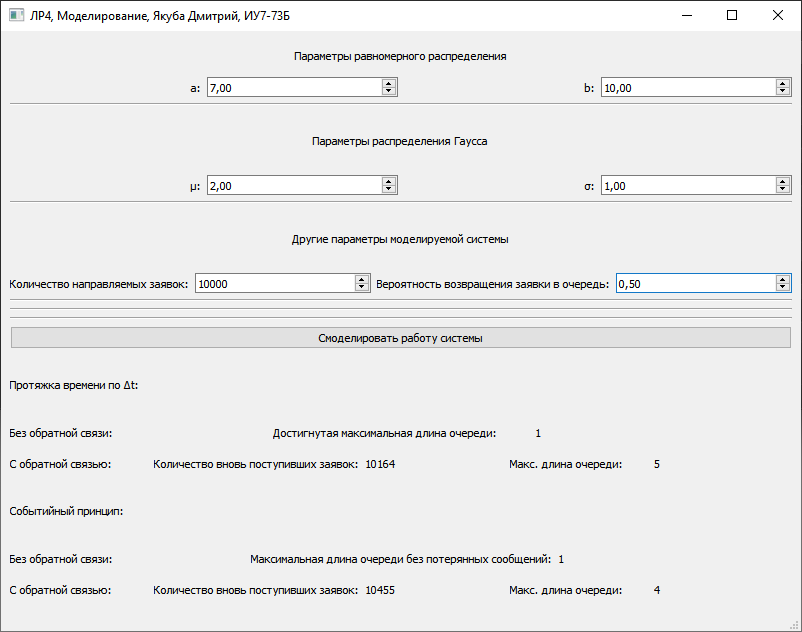 ЛР4, Моделирование, Якуба Дмитрий, ИУ7-73Б
Параметры равномерного распределения
a: 7,00 b: 10,00
Параметры распределения Гаусса
μ: 2,00 σ: 1,00
Другие параметры моделируемой системы
Количество направляемых заявок: 10000 Вероятность возвращения заявки в очередь: 0,50
Смоделировать работу системы
Протяжка времени по Δt:
Без обратной связи: Достигнутая максимальная длина очереди: 1
С обратной связью: Количество вновь поступивших заявок: 10164 Макс. длина очереди: 5
Событийный принцип:
Без обратной связи: Максимальная длина очереди без потерянных сообщений: 1
С обратной связью: Количество вновь поступивших заявок: 10455 Макс. длина очереди: 4